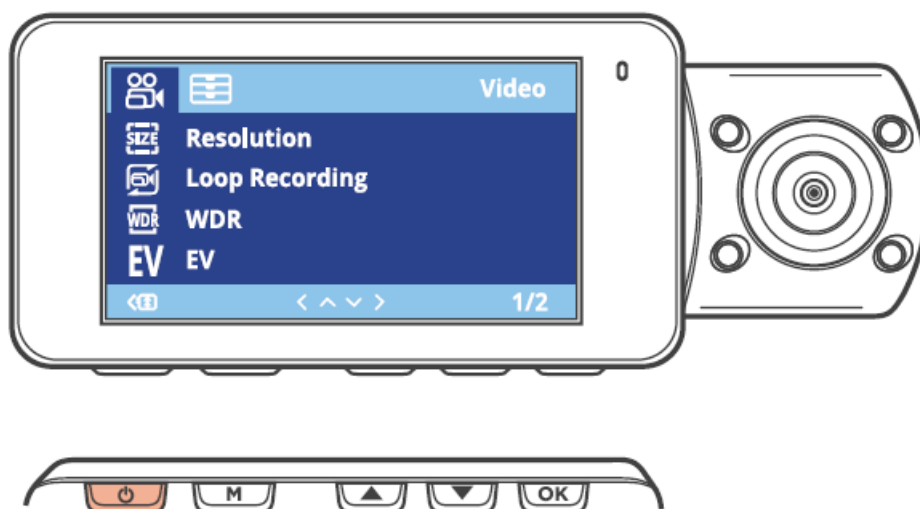 Video
SIZE Resolution
Loop Recording
WDR WDR
EV EV
1/2
M OK